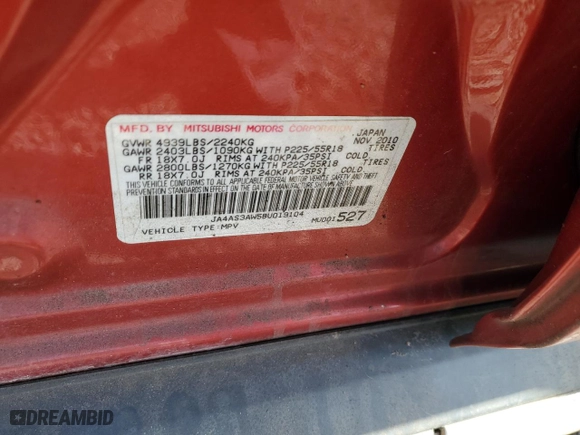 MFD. BY MITSUBISHI MOTORS CORPORATION JAPAN
GVWR 4939LBS/2240KG NOV 2010
GAWR 2403LBS/1090KG WITH P225/55R18 TIRES
FR 18X7.0J RIMS AT 240KPA/35PSI COLD
GAWR 2800LBS/1270KG WITH P225/55R18 TIRES
RR 18X7.0J RIMS AT 240KPA/35PSI COLD
THIS VEHICLE CONFORMS TO ALL APPLICABLE FEDERAL MOTOR VEHICLE SAFETY AND THEFT
PREVENTION STANDARDS IN EFFECT ON THE DATE OF MANUFACTURE SHOWN ABOVE.
JA4AS3AW5BU019104 MU001527
VEHICLE TYPE:MPV
DREAMBID